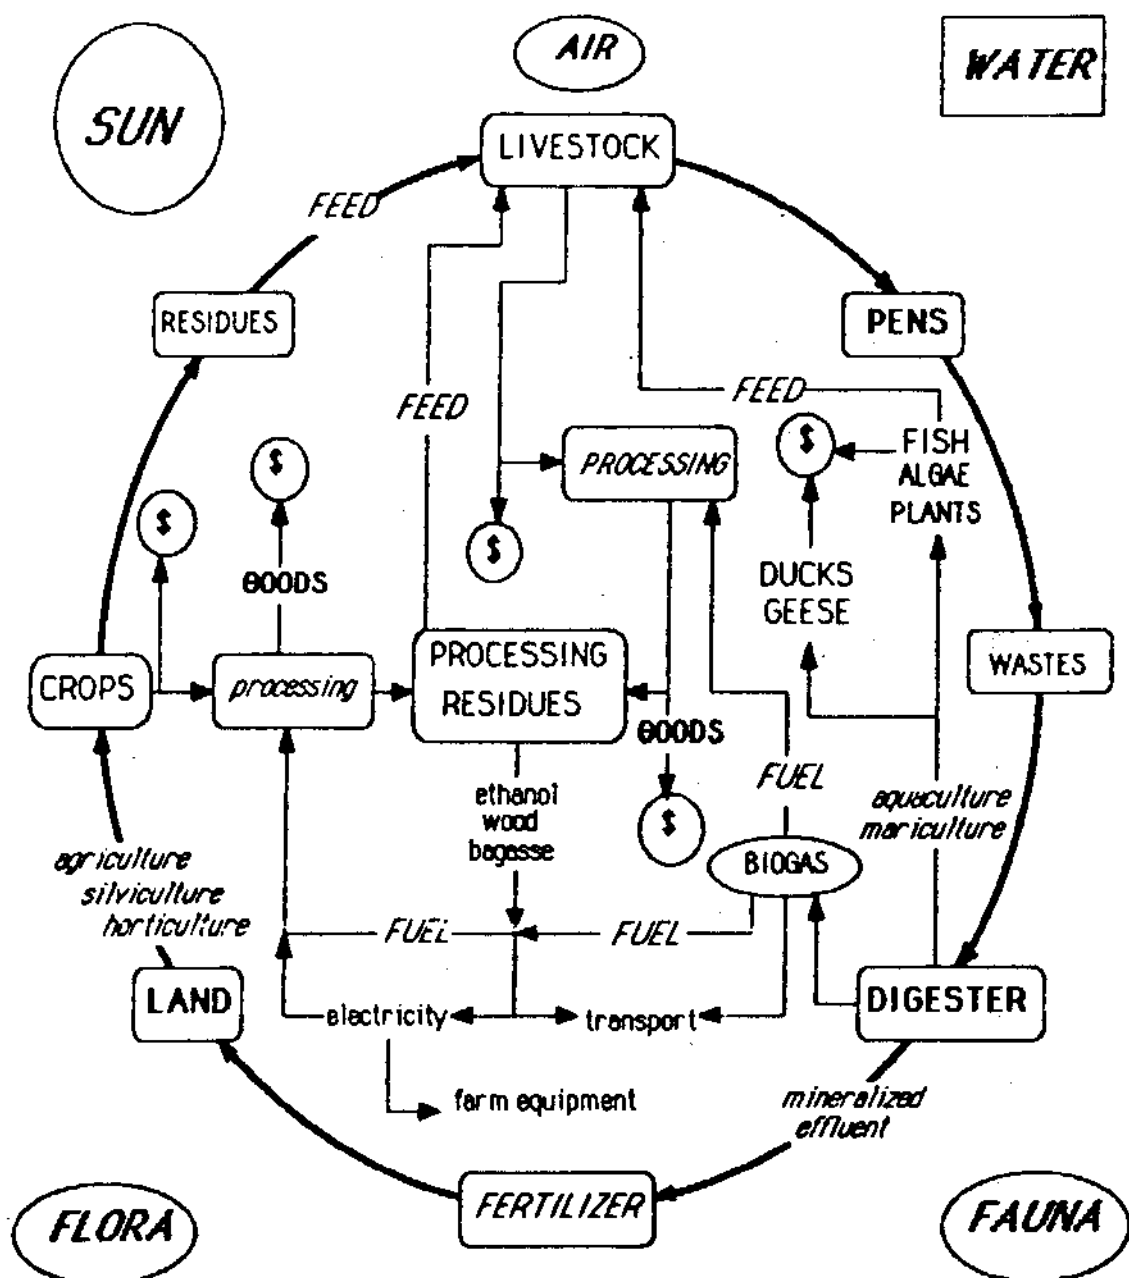 AIR
WATER
SUN
LIVESTOCK
FEED
RESIDUES
PENS
FEED
FEED
$
FISH
ALGAE
PLANTS
$
PROCESSING
$
$
GOODS
DUCKS
GEESE
CROPS
processing
PROCESSING
RESIDUES
WASTES
GOODS
FUEL
ethanol
wood
bagasse
aquaculture
mariculture
$
BIOGAS
agriculture
silviculture
horticulture
FUEL
FUEL
LAND
DIGESTER
electricity
transport
farm equipment
mineralized
effluent
FERTILIZER
FLORA
FAUNA